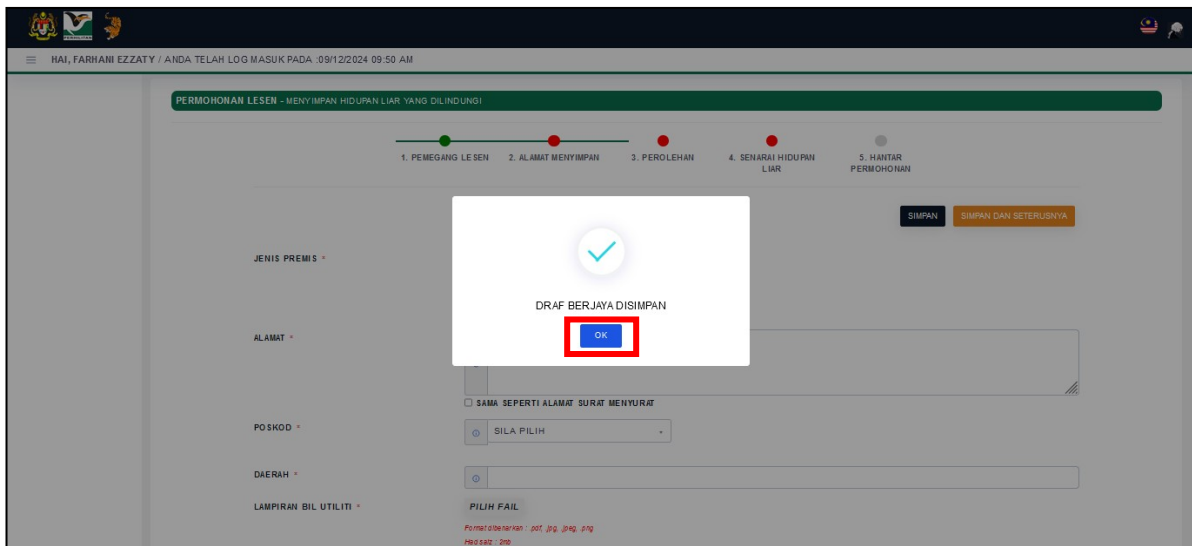 HAI, FARHANI EZZATY / ANDA TELAH LOG MASUK PADA :09/12/2024 09:50 AM
PERMOHONAN LESEN - MENYIMPAN HIDUPAN LIAR YANG DILINDUNGI
1. PEMEGANG LESEN 2. ALAMAT MENYIMPAN 3. PEROLEHAN 4. SENARAI HIDUPAN LIAR 5. HANTAR PERMOHONAN
SIMPAN SIMPAN DAN SETERUSNYA
JENIS PREMIS *
DRAF BERJAYA DISIMPAN
OK
ALAMAT *
SAMA SEPERTI ALAMAT SURAT MENYURAT
POSKOD * SILA PILIH
DAERAH *
LAMPIRAN BIL UTILITI * PILIH FAIL
Format dibenarkan : pdf, jpg, jpeg, png
Had saiz : 2mb